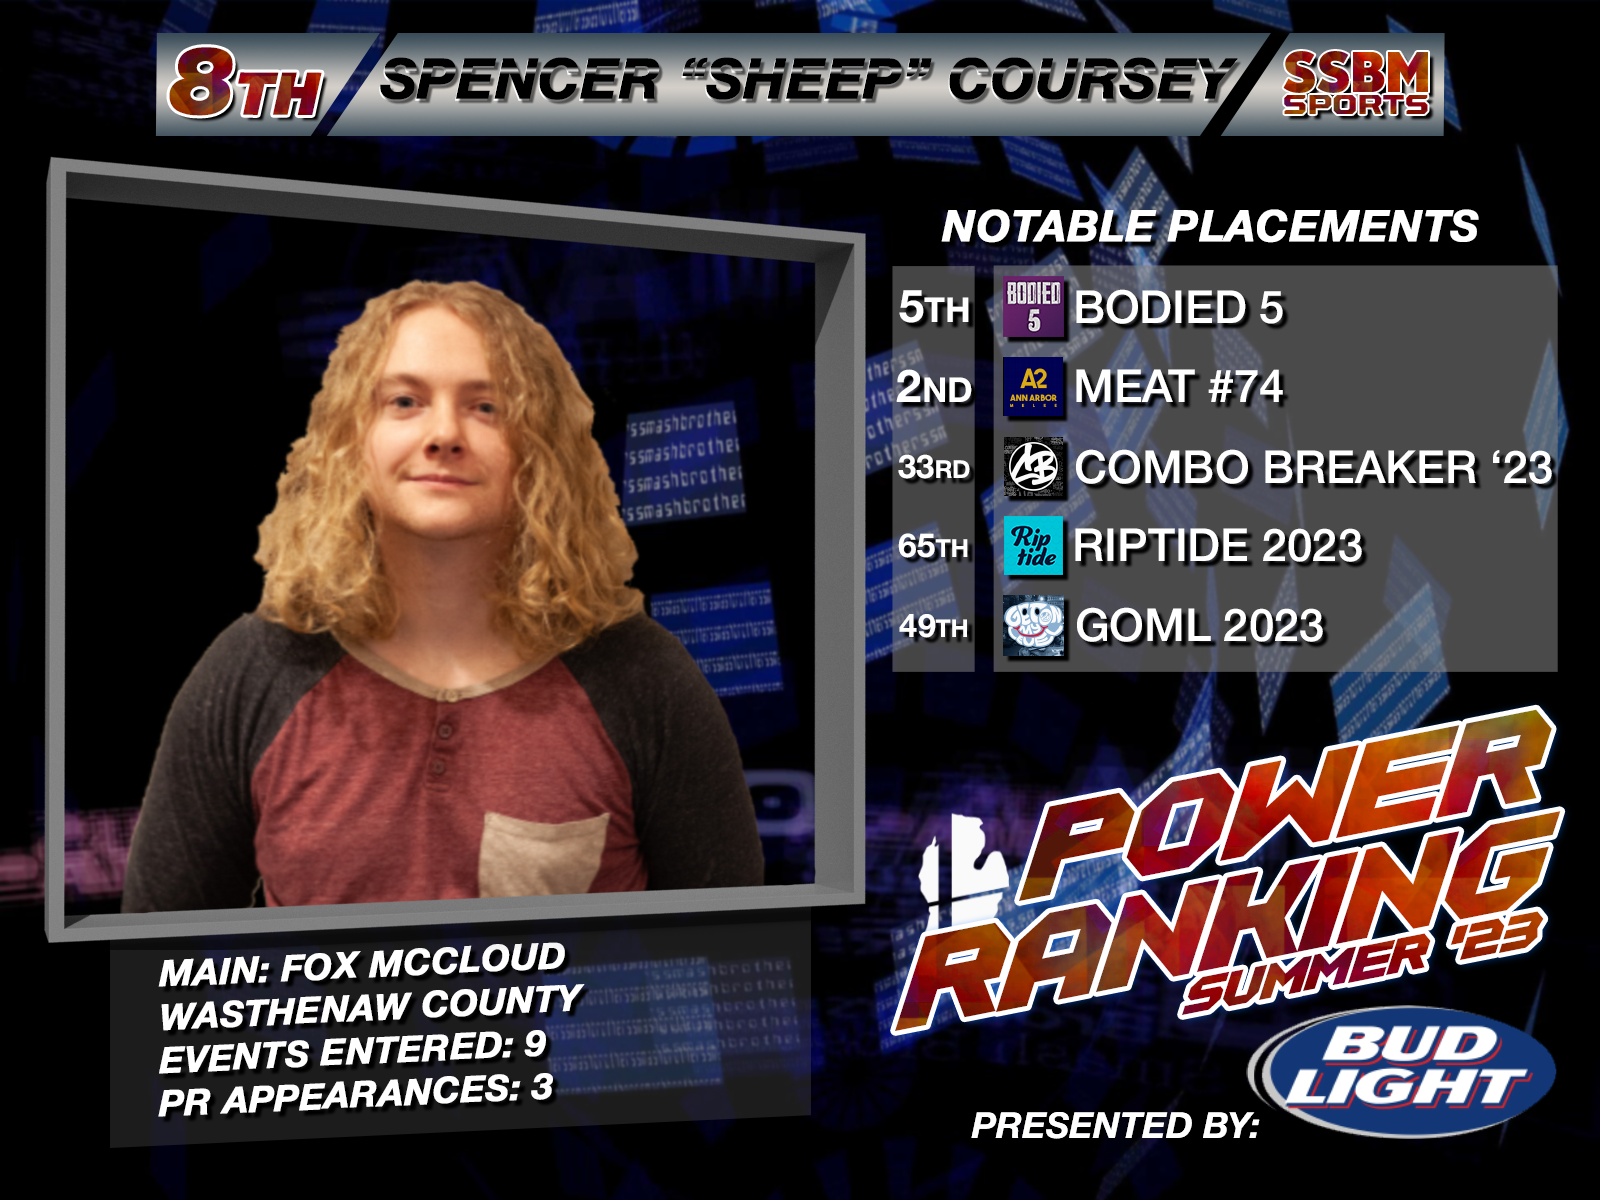 8TH
SPENCER “SHEEP” COURSEY
SSBM
SPORTS
NOTABLE PLACEMENTS
5TH BODIED 5 BODIED 5
2ND A2 ANN ARBOR MELEE MEAT #74
33RD COMBO BREAKER ‘23
65TH Rip tide RIPTIDE 2023
49TH GOML 2023
MAIN: FOX MCCLOUD
WASTHENAW COUNTY
EVENTS ENTERED: 9
PR APPEARANCES: 3
POWER
RANKING
SUMMER '23
PRESENTED BY:
BUD
LIGHT